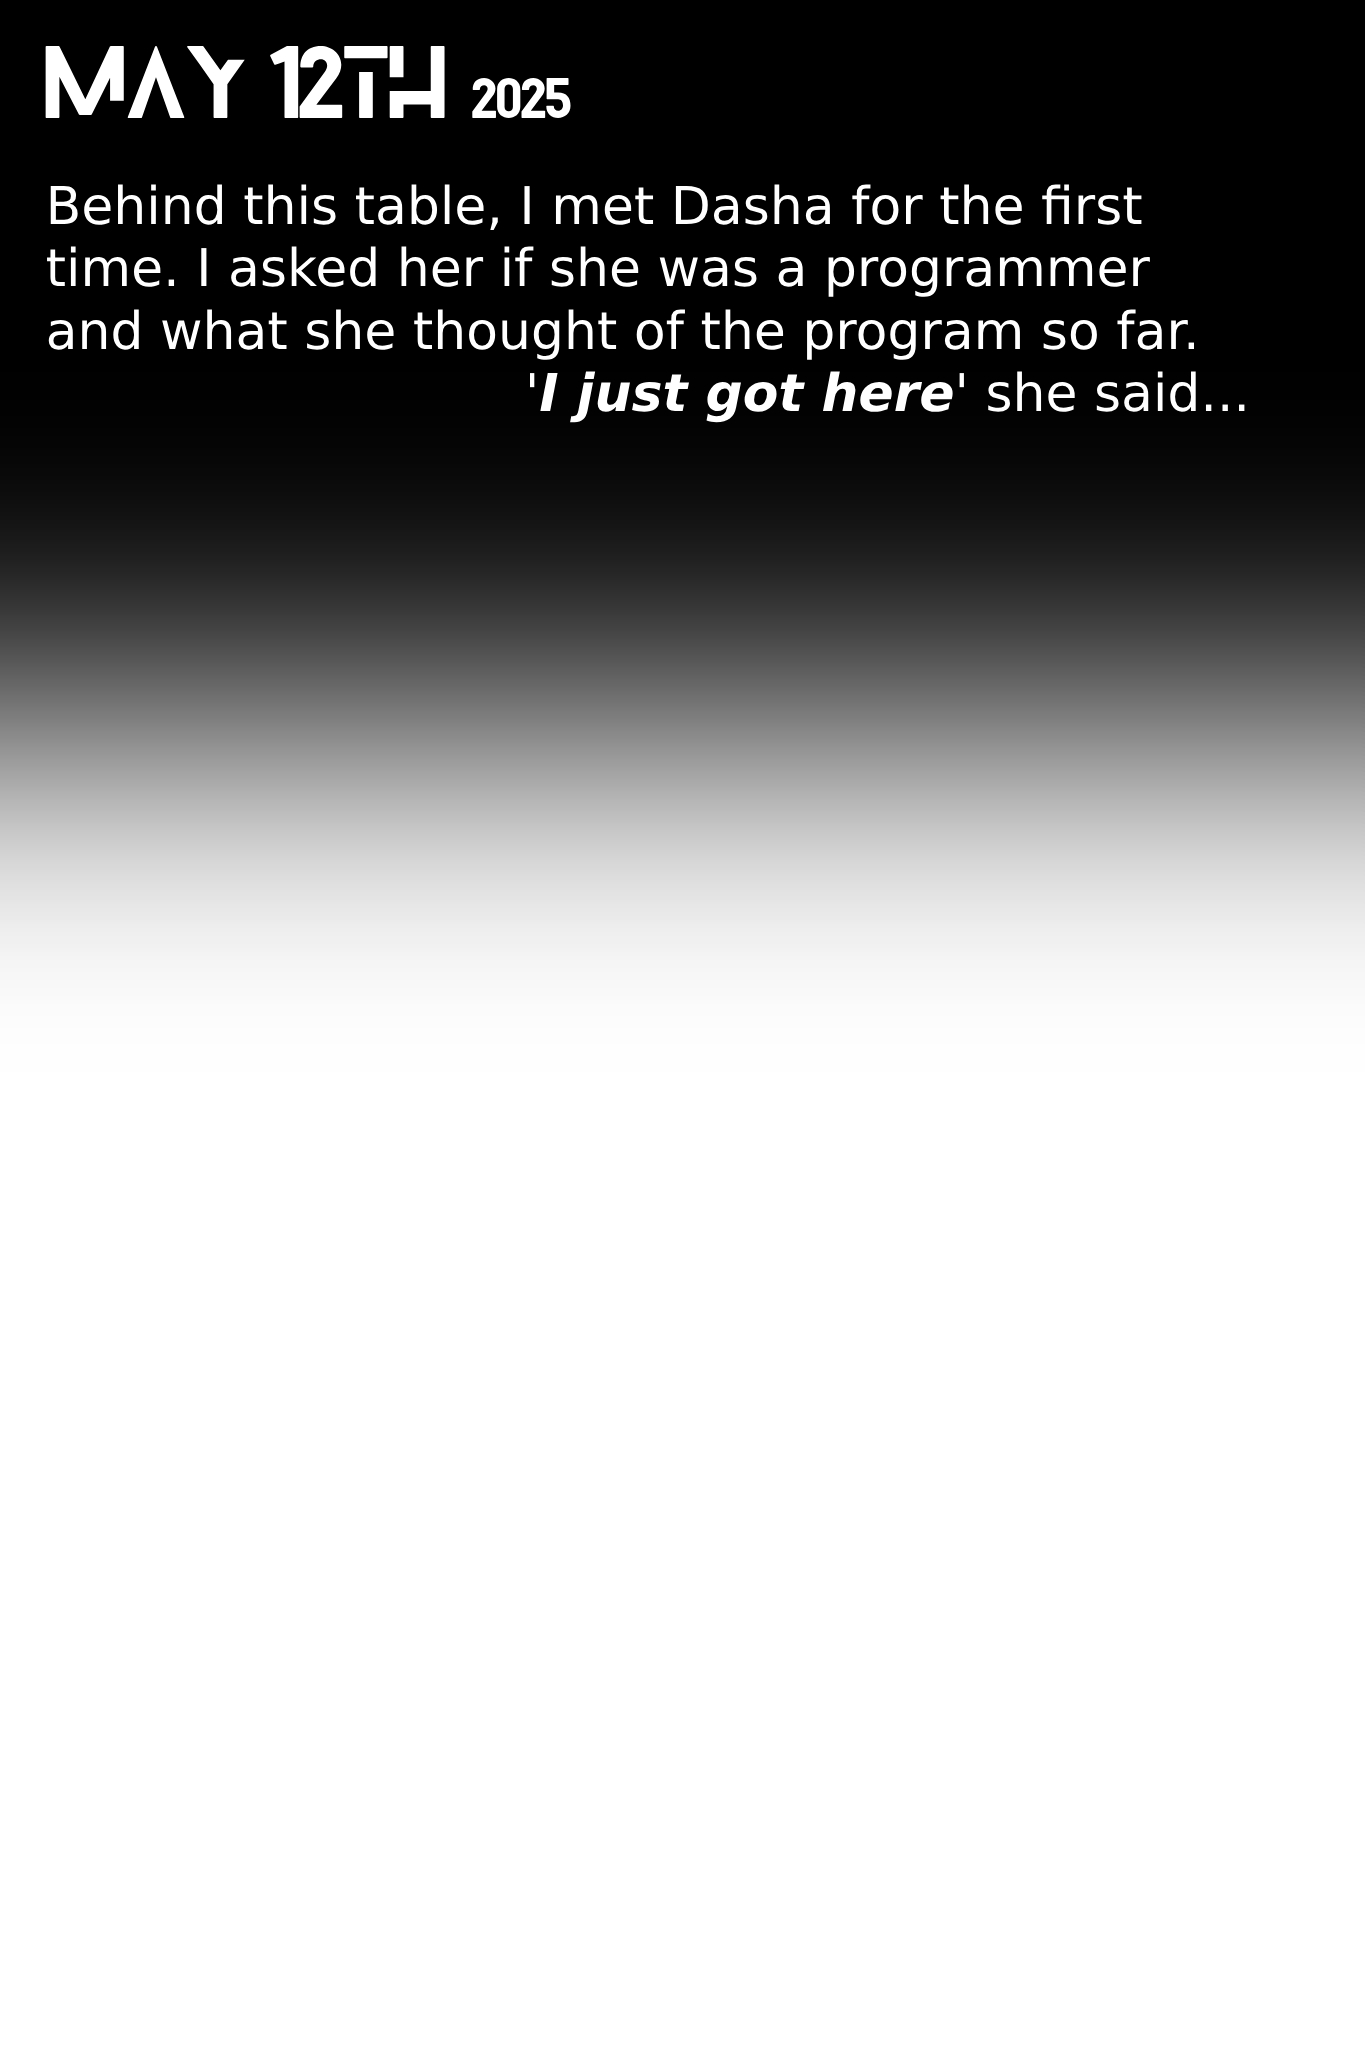 MAY 12TH 2025
Behind this table, I met Dasha for the first
time. I asked her if she was a programmer
and what she thought of the program so far.
'I just got here' she said...